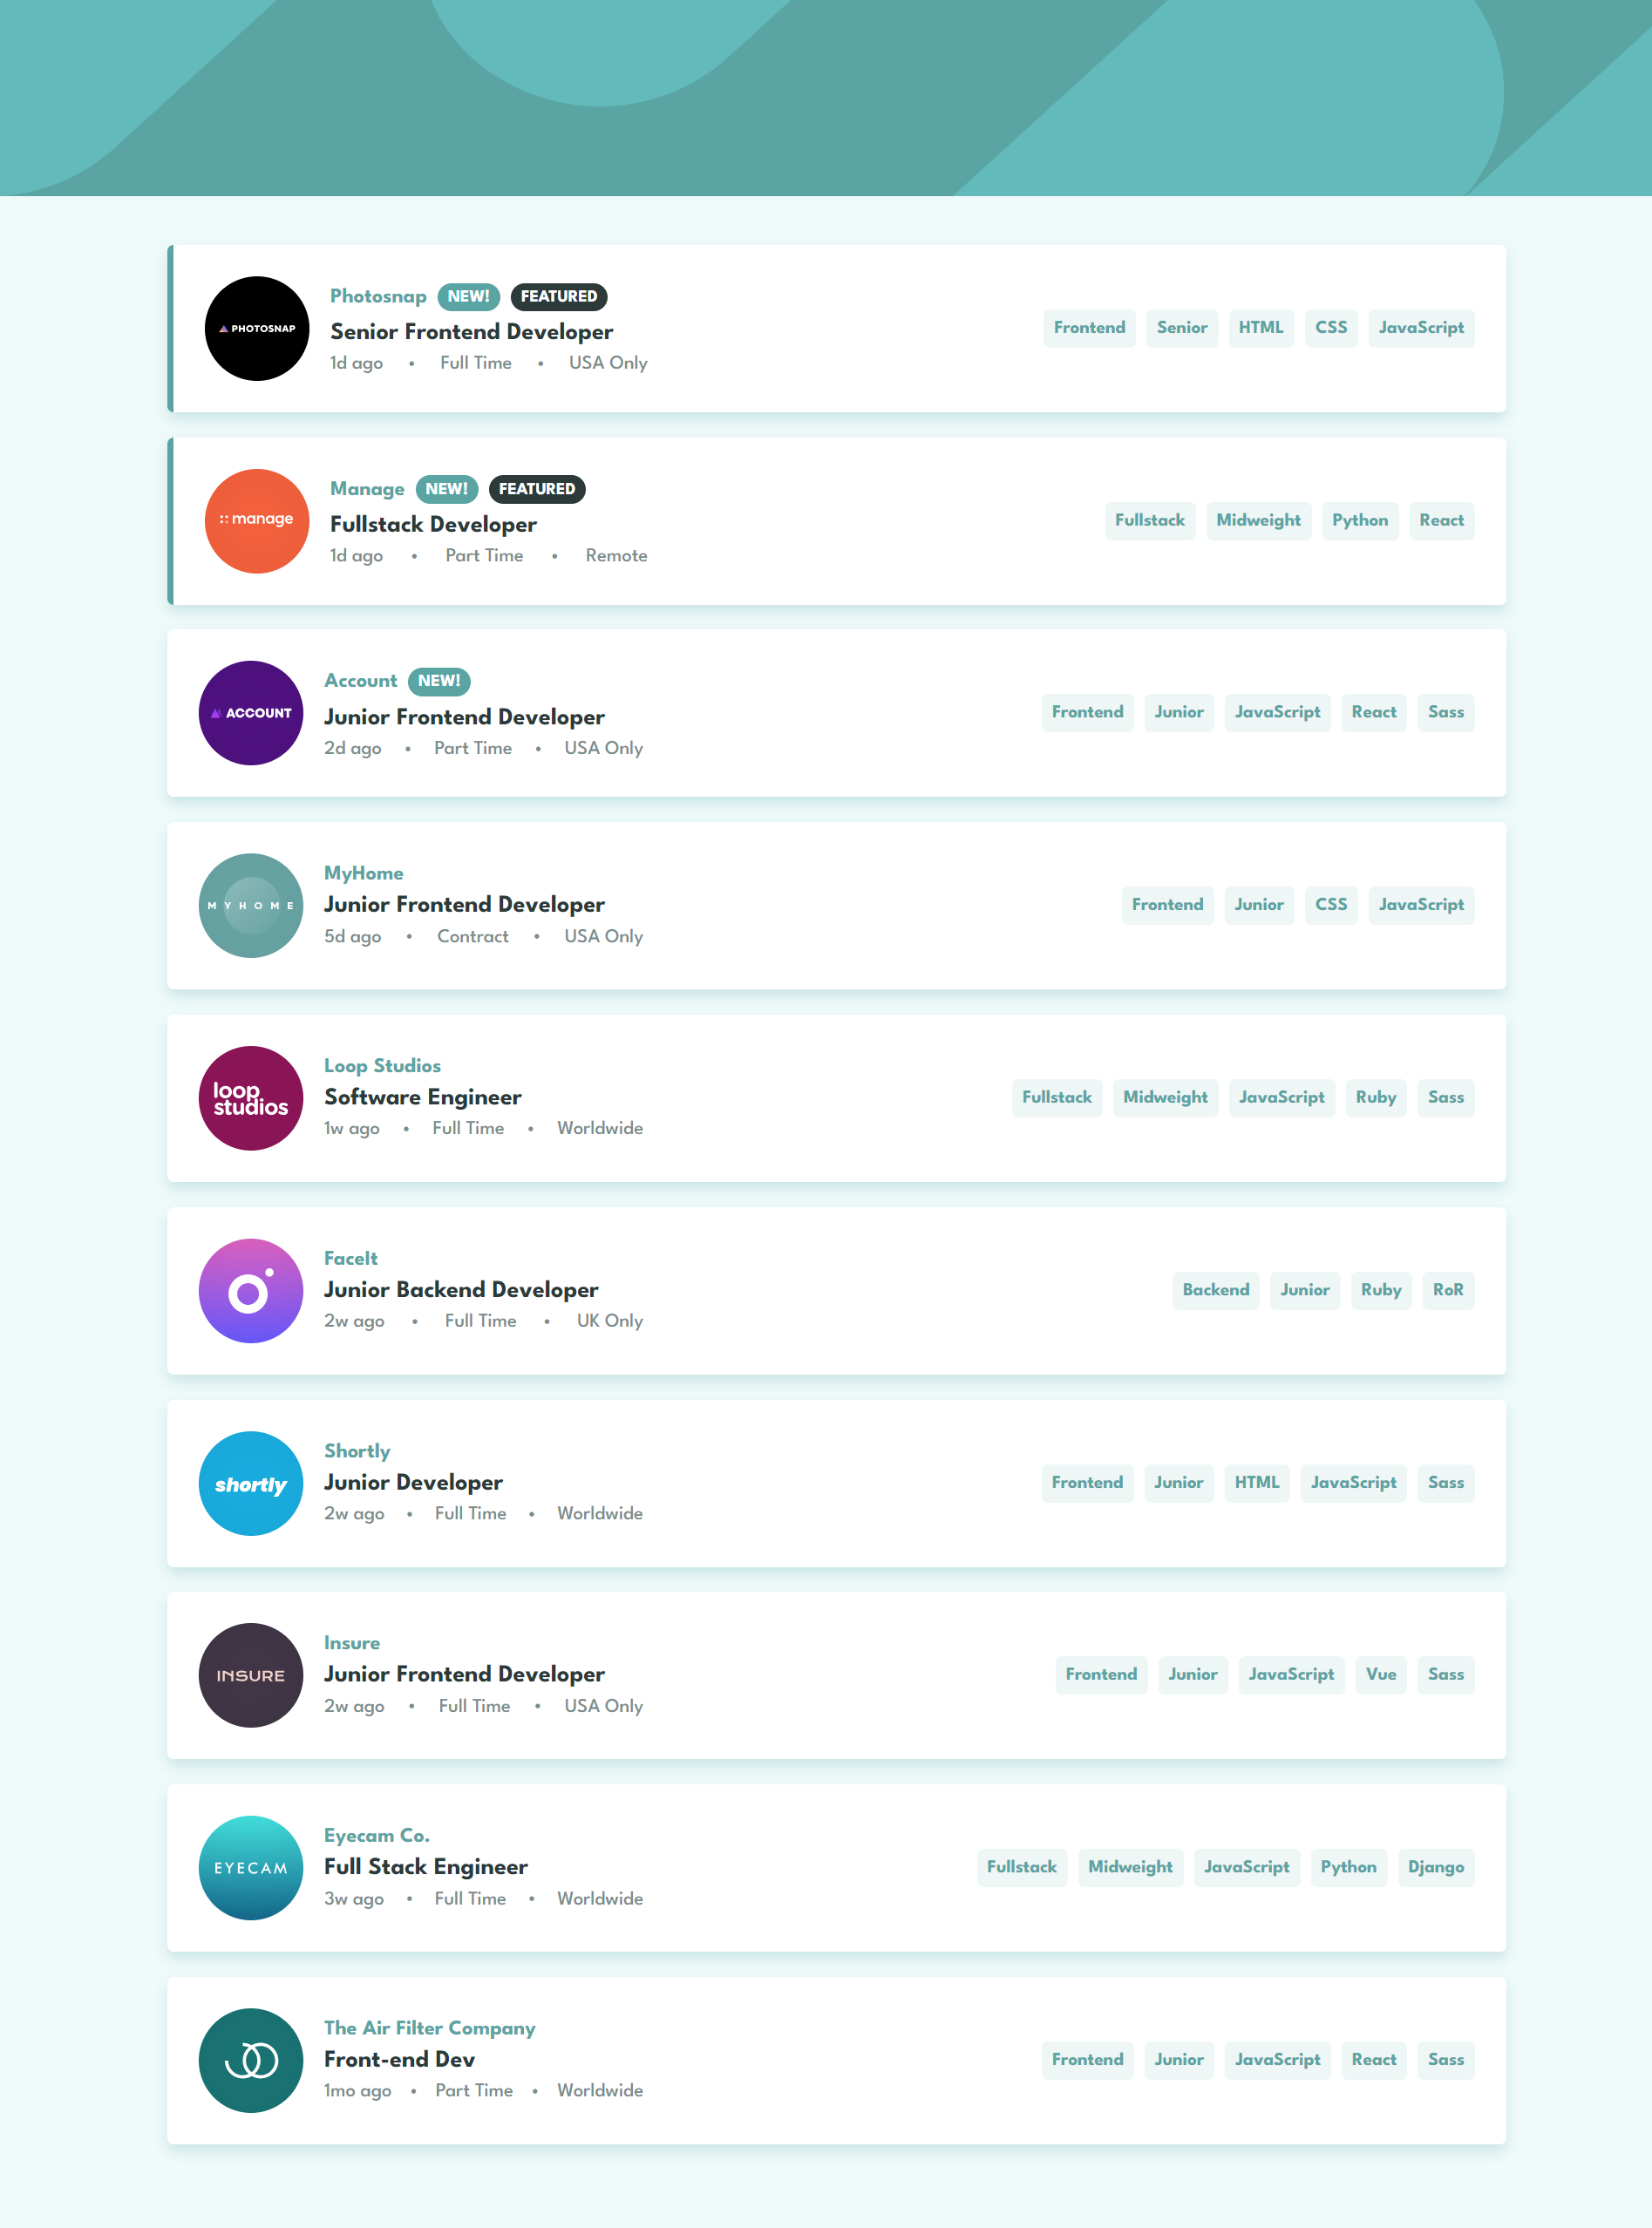 PHOTOSNAP
Photosnap NEW! FEATURED
Senior Frontend Developer
1d ago • Full Time • USA Only
Frontend Senior HTML CSS JavaScript
:: manage
Manage NEW! FEATURED
Fullstack Developer
1d ago • Part Time • Remote
Fullstack Midweight Python React
ACCOUNT
Account NEW!
Junior Frontend Developer
2d ago • Part Time • USA Only
Frontend Junior JavaScript React Sass
MYHOME
MyHome
Junior Frontend Developer
5d ago • Contract • USA Only
Frontend Junior CSS JavaScript
loop
studios
Loop Studios
Software Engineer
1w ago • Full Time • Worldwide
Fullstack Midweight JavaScript Ruby Sass
FaceIt
Junior Backend Developer
2w ago • Full Time • UK Only
Backend Junior Ruby RoR
shortly
Shortly
Junior Developer
2w ago • Full Time • Worldwide
Frontend Junior HTML JavaScript Sass
INSURE
Insure
Junior Frontend Developer
2w ago • Full Time • USA Only
Frontend Junior JavaScript Vue Sass
EYECAM
Eyecam Co.
Full Stack Engineer
3w ago • Full Time • Worldwide
Fullstack Midweight JavaScript Python Django
The Air Filter Company
Front-end Dev
1mo ago • Part Time • Worldwide
Frontend Junior JavaScript React Sass